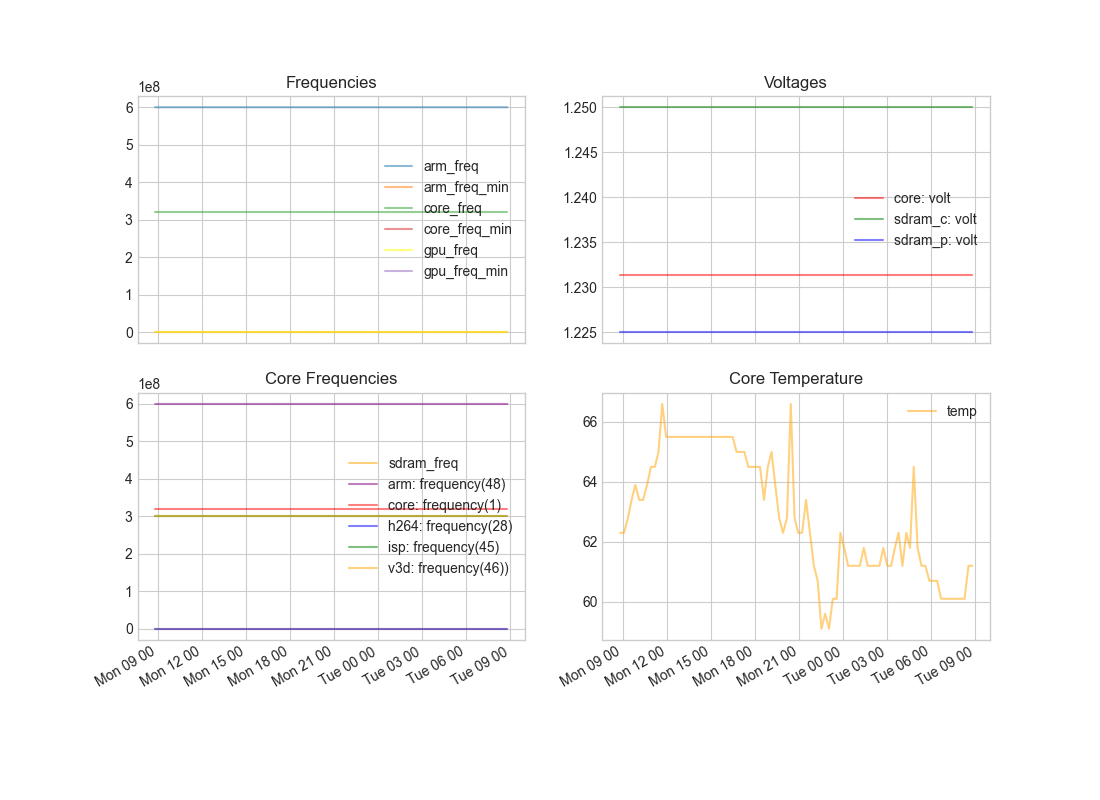 Frequencies
1e8
6
5
4
3
2
1
0
arm_freq
arm_freq_min
core_freq
core_freq_min
gpu_freq
gpu_freq_min
Voltages
1.250
1.245
1.240
1.235
1.230
1.225
core: volt
sdram_c: volt
sdram_p: volt
Core Frequencies
1e8
6
5
4
3
2
1
0
sdram_freq
arm: frequency(48)
core: frequency(1)
h264: frequency(28)
isp: frequency(45)
v3d: frequency(46))
Mon 09 00
Mon 12 00
Mon 15 00
Mon 18 00
Mon 21 00
Tue 00 00
Tue 03 00
Tue 06 00
Tue 09 00
Core Temperature
66
64
62
60
temp
Mon 09 00
Mon 12 00
Mon 15 00
Mon 18 00
Mon 21 00
Tue 00 00
Tue 03 00
Tue 06 00
Tue 09 00